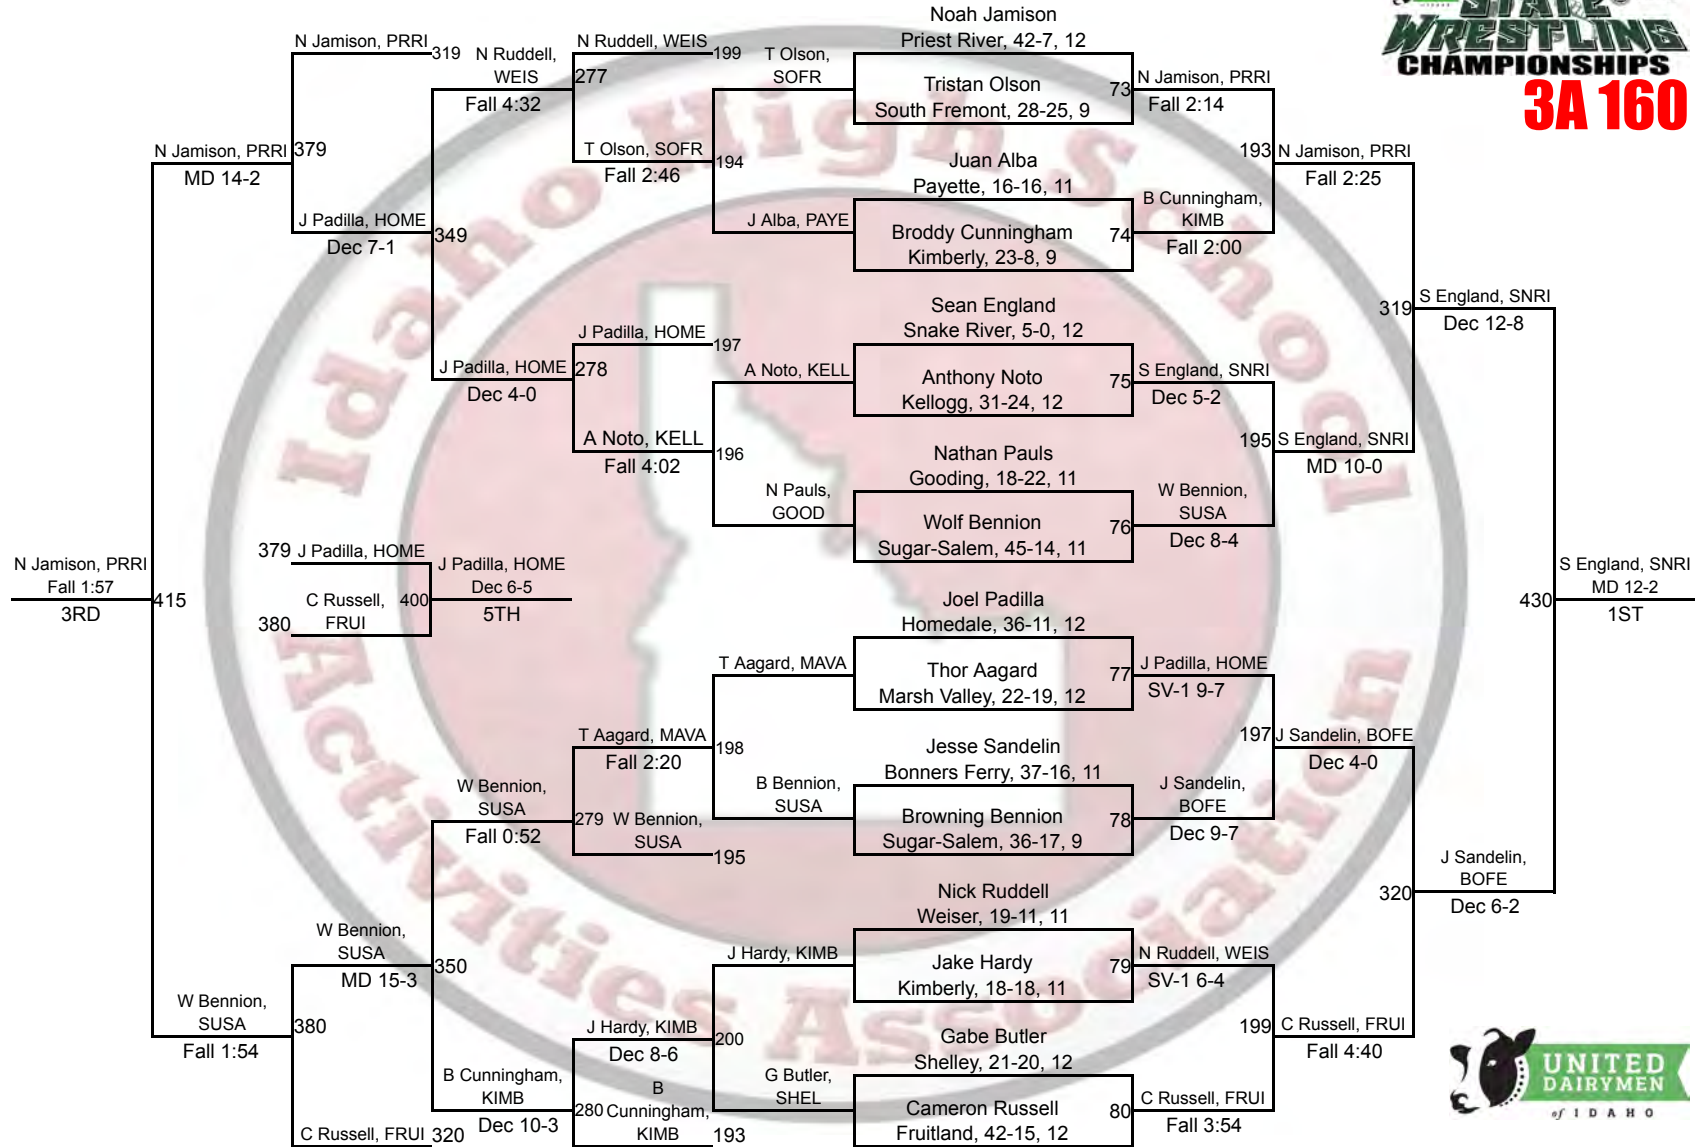 STATE
WRESTLING
CHAMPIONSHIPS
3A 160
Idaho High School
Activities Association
N Jamison, PRRI
319
N Jamison, PRRI
379
MD 14-2
J Padilla, HOME
Dec 7-1
349
N Ruddell,
WEIS
Fall 4:32
277
N Ruddell, WEIS
199
T Olson, SOFR
Fall 2:46
194
T Olson,
SOFR
J Alba, PAYE
J Padilla, HOME
Dec 4-0
278
J Padilla, HOME
197
A Noto, KELL
Fall 4:02
196
A Noto, KELL
N Pauls,
GOOD
N Jamison, PRRI
Fall 1:57
3RD
415
379
J Padilla, HOME
C Russell,
FRUI
380
400
J Padilla, HOME
Dec 6-5
5TH
T Aagard, MAVA
T Aagard, MAVA
Fall 2:20
198
B Bennion,
SUSA
W Bennion,
SUSA
Fall 0:52
279
W Bennion,
SUSA
195
W Bennion,
SUSA
MD 15-3
350
W Bennion,
SUSA
Fall 1:54
380
J Hardy, KIMB
J Hardy, KIMB
Dec 8-6
200
G Butler,
SHEL
B Cunningham,
KIMB
Dec 10-3
280
B
Cunningham,
KIMB
193
C Russell, FRUI
320
Noah Jamison
Priest River, 42-7, 12
Tristan Olson
South Fremont, 28-25, 9
73
N Jamison, PRRI
Fall 2:14
Juan Alba
Payette, 16-16, 11
Broddy Cunningham
Kimberly, 23-8, 9
74
B Cunningham,
KIMB
Fall 2:00
193
N Jamison, PRRI
Fall 2:25
Sean England
Snake River, 5-0, 12
Anthony Noto
Kellogg, 31-24, 12
75
S England, SNRI
Dec 5-2
Nathan Pauls
Gooding, 18-22, 11
Wolf Bennion
Sugar-Salem, 45-14, 11
76
W Bennion,
SUSA
Dec 8-4
195
S England, SNRI
MD 10-0
319
S England, SNRI
Dec 12-8
Joel Padilla
Homedale, 36-11, 12
Thor Aagard
Marsh Valley, 22-19, 12
77
J Padilla, HOME
SV-1 9-7
Jesse Sandelin
Bonners Ferry, 37-16, 11
Browning Bennion
Sugar-Salem, 36-17, 9
78
J Sandelin,
BOFE
Dec 9-7
197
J Sandelin, BOFE
Dec 4-0
Nick Ruddell
Weiser, 19-11, 11
Jake Hardy
Kimberly, 18-18, 11
79
N Ruddell, WEIS
SV-1 6-4
Gabe Butler
Shelley, 21-20, 12
Cameron Russell
Fruitland, 42-15, 12
80
C Russell, FRUI
Fall 3:54
199
C Russell, FRUI
Fall 4:40
320
J Sandelin,
BOFE
Dec 6-2
430
S England, SNRI
MD 12-2
1ST
UNITED
DAIRYMEN
of IDAHO